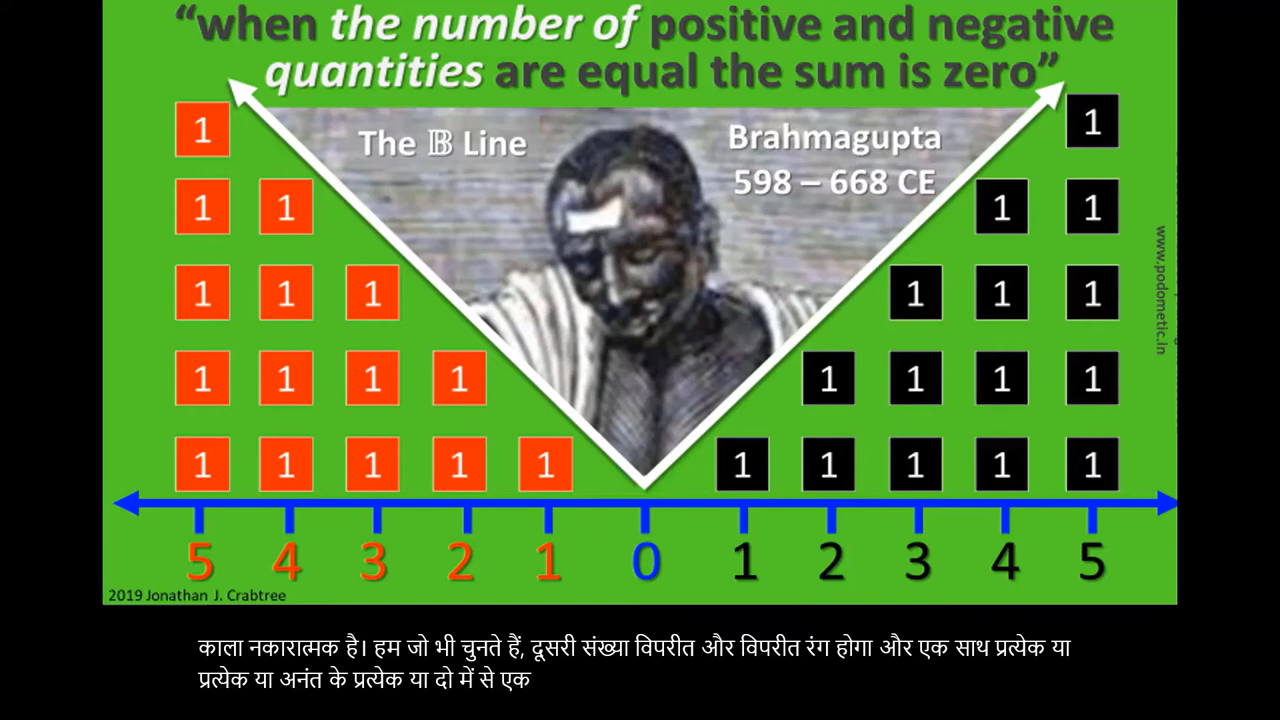 “when the number of positive and negative
quantities are equal the sum is zero”
The 𝔹 Line
Brahmagupta
598 – 668 CE
1 1
1 1 1 1
1 1 1 1 1 1
1 1 1 1 1 1 1 1
1 1 1 1 1 1 1 1 1 1
5 4 3 2 1 0 1 2 3 4 5
www.podometic.in
2019 Jonathan J. Crabtree
काला नकारात्मक है। हम जो भी चुनते हैं, दूसरी संख्या विपरीत और विपरीत रंग होगा और एक साथ प्रत्येक या
प्रत्येक या अनंत के प्रत्येक या दो में से एक